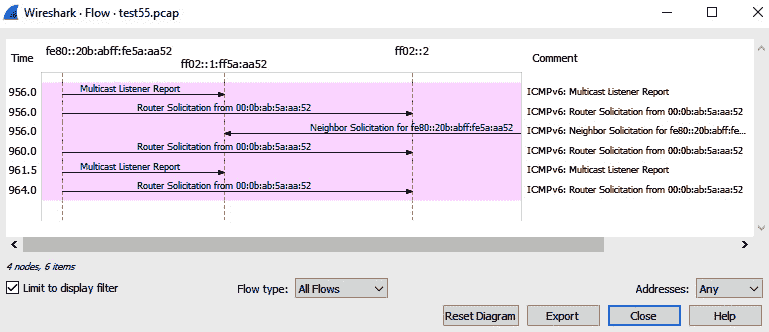 Wireshark · Flow · test55.pcap
Time
fe80::20b:abff:fe5a:aa52
ff02::1:ff5a:aa52
ff02::2
Comment
956.0 Multicast Listener Report ICMPv6: Multicast Listener Report
956.0 Router Solicitation from 00:0b:ab:5a:aa:52 ICMPv6: Router Solicitation from 00:0b:ab:5a:aa:52
956.0 Neighbor Solicitation for fe80::20b:abff:fe5a:aa52 ICMPv6: Neighbor Solicitation for fe80::20b:abff:fe...
960.0 Router Solicitation from 00:0b:ab:5a:aa:52 ICMPv6: Router Solicitation from 00:0b:ab:5a:aa:52
961.5 Multicast Listener Report ICMPv6: Multicast Listener Report
964.0 Router Solicitation from 00:0b:ab:5a:aa:52 ICMPv6: Router Solicitation from 00:0b:ab:5a:aa:52
4 nodes, 6 items
Limit to display filter Flow type: All Flows Addresses: Any
Reset Diagram Export Close Help